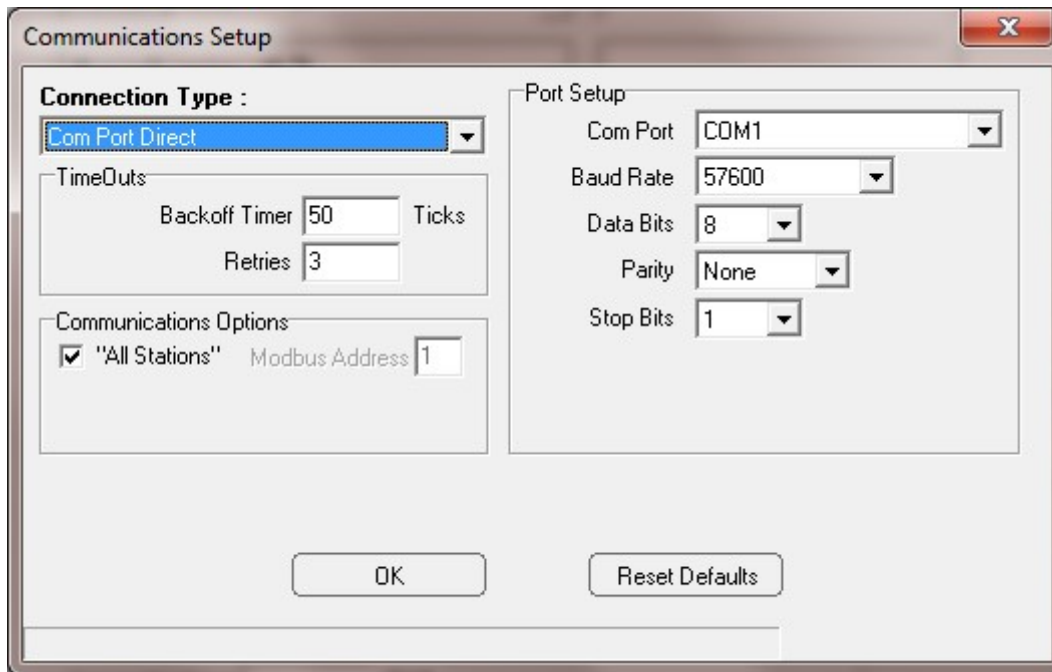 Communications Setup
Connection Type :
Com Port Direct
TimeOuts
Backoff Timer 50 Ticks
Retries 3
Communications Options
"All Stations" Modbus Address 1
Port Setup
Com Port COM1
Baud Rate 57600
Data Bits 8
Parity None
Stop Bits 1
OK
Reset Defaults